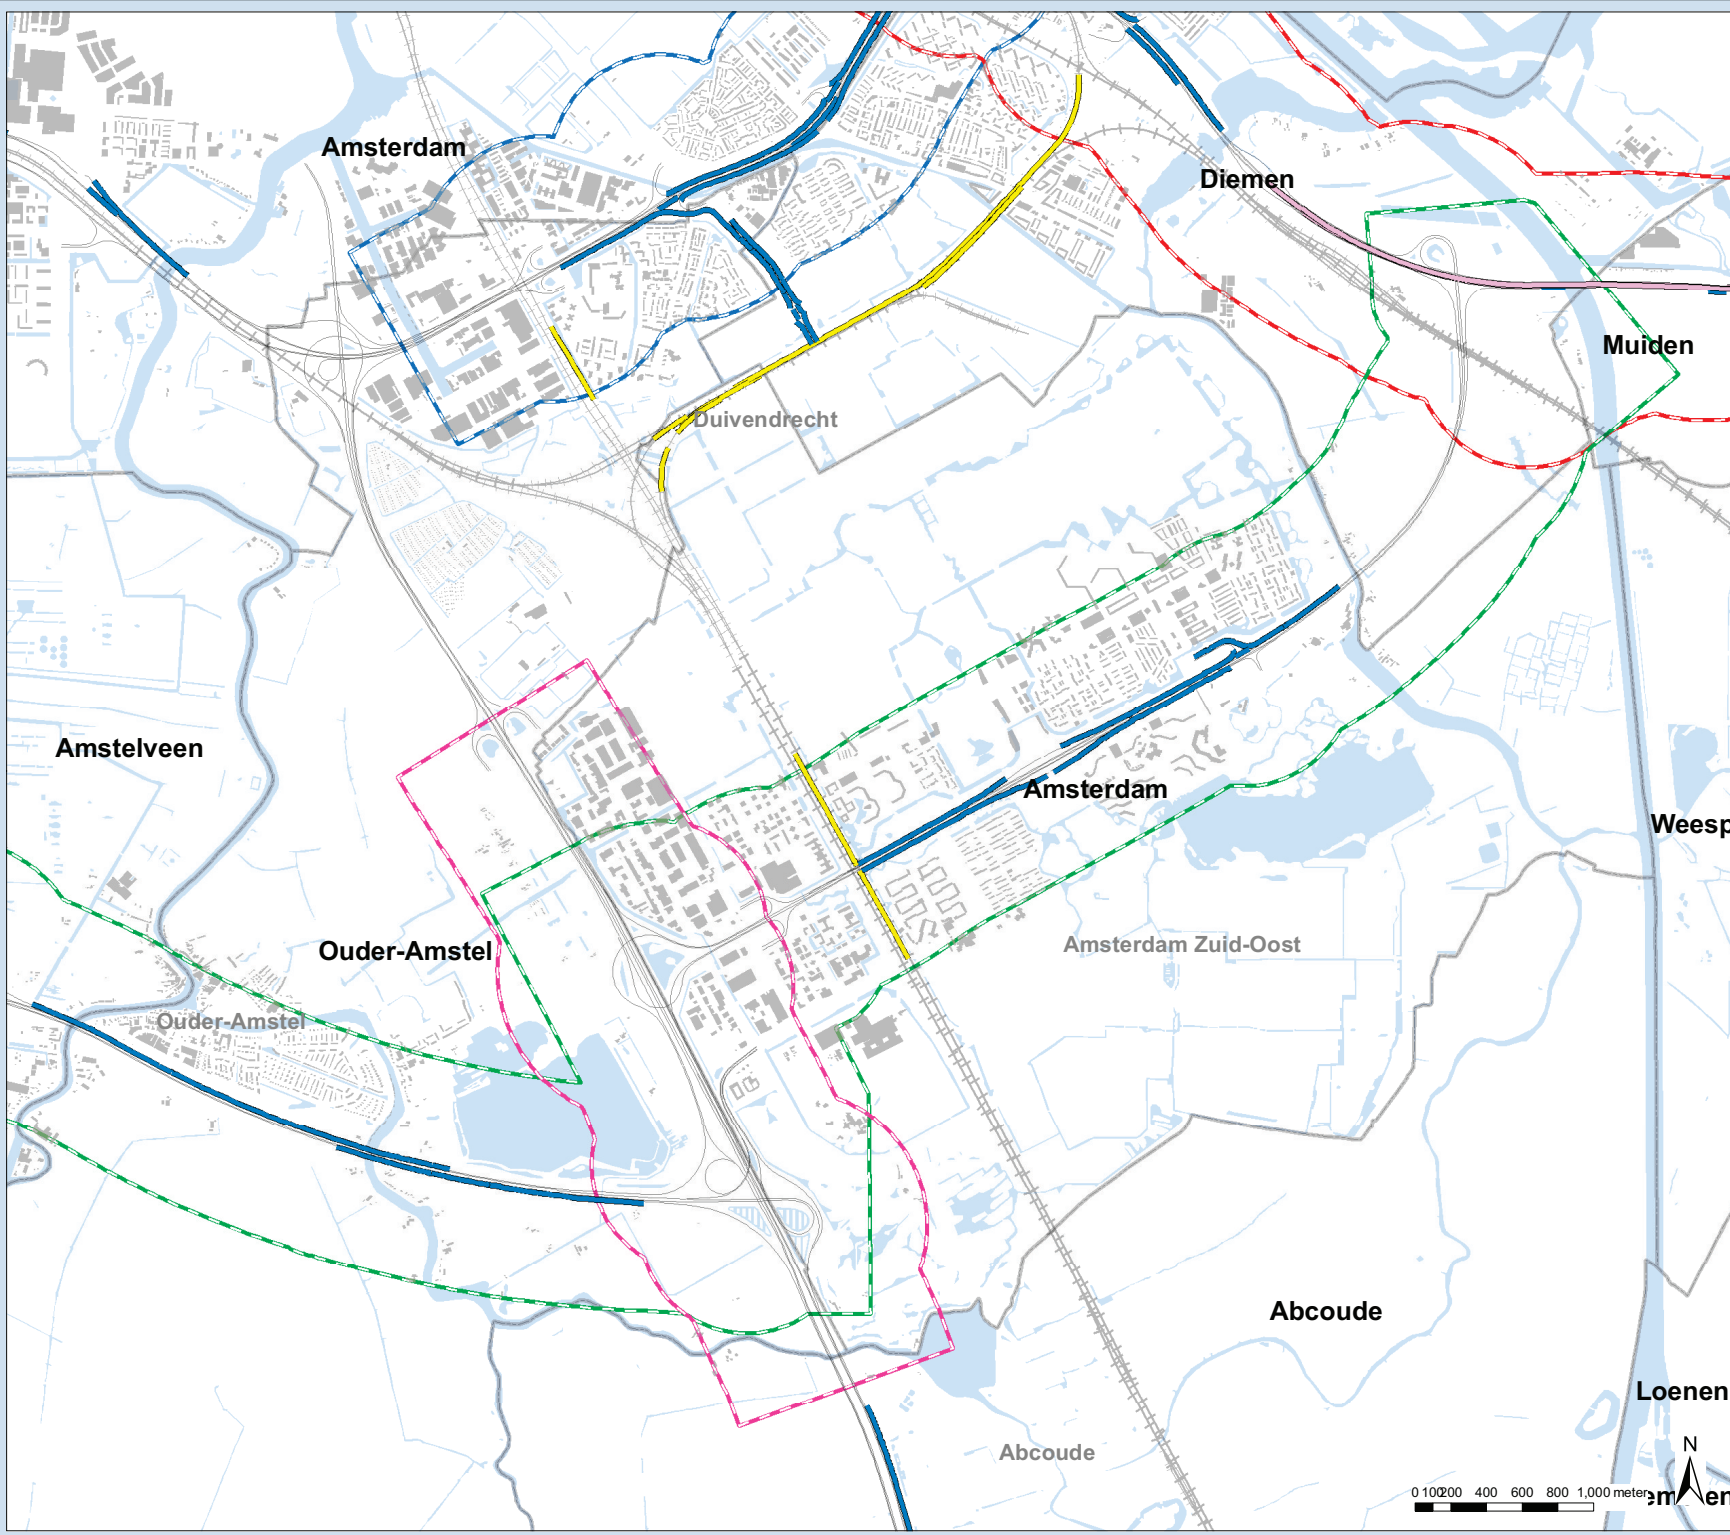 Amsterdam
Diemen
Muiden
Duivendrecht
Amstelveen
Amsterdam
Weesp
Ouder-Amstel
Amsterdam Zuid-Oost
Ouder-Amstel
Abcoude
Loenen
Abcoude
N
0 100 200 400 600 800 1,000 meter